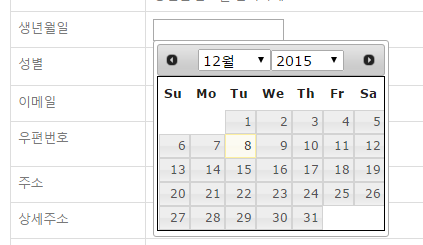 생년월일
성별
이메일
우편번호
주소
상세주소
12월 2015
Su Mo Tu We Th Fr Sa
1 2 3 4 5
6 7 8 9 10 11 12
13 14 15 16 17 18 19
20 21 22 23 24 25 26
27 28 29 30 31